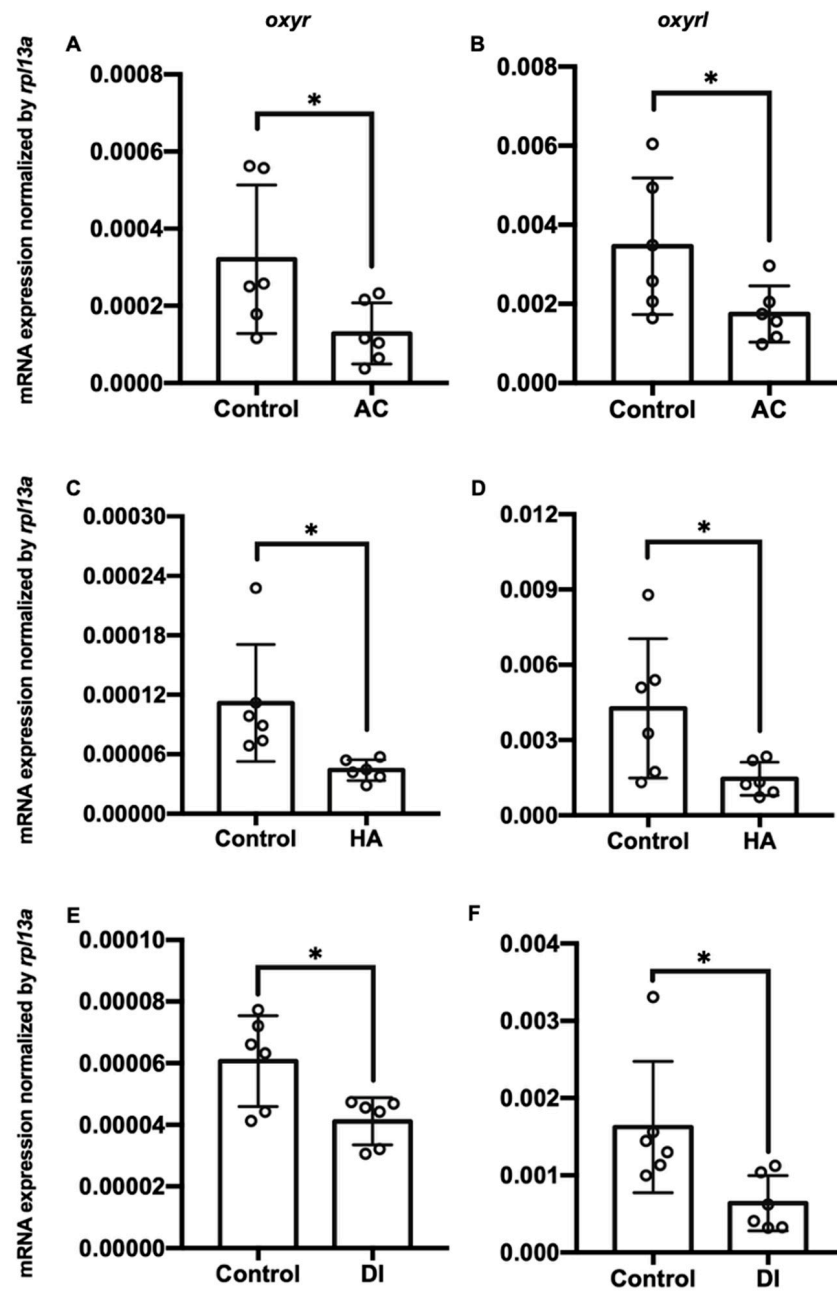 oxyr
oxyrl
A
B
mRNA expression normalized by rpl13a
0.0008
0.0006
0.0004
0.0002
0.0000
*
Control AC
0.008
0.006
0.004
0.002
0.000
*
Control AC
C
D
mRNA expression normalized by rpl13a
0.00030
0.00024
0.00018
0.00012
0.00006
0.00000
*
Control HA
0.012
0.009
0.006
0.003
0.000
*
Control HA
E
F
mRNA expression normalized by rpl13a
0.00010
0.00008
0.00006
0.00004
0.00002
0.00000
*
Control DI
0.004
0.003
0.002
0.001
0.000
*
Control DI